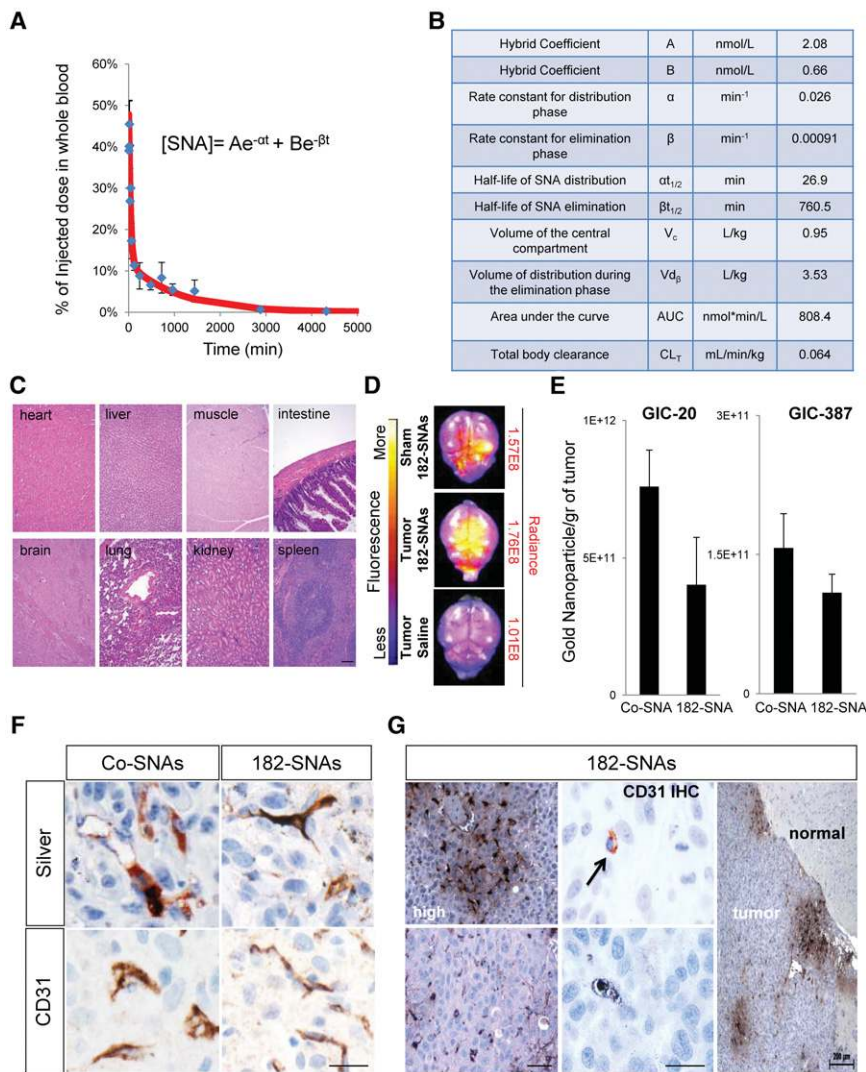 A
% of Injected dose in whole blood
60%
50%
40%
30%
20%
10%
0%
[SNA]= Ae⁻ᵅᵗ + Be⁻ᵝᵗ
0 1000 2000 3000 4000 5000
Time (min)
B
Hybrid Coefficient A nmol/L 2.08
Hybrid Coefficient B nmol/L 0.66
Rate constant for distribution
phase α min⁻¹ 0.026
Rate constant for elimination
phase β min⁻¹ 0.00091
Half-life of SNA distribution αt1/2 min 26.9
Half-life of SNA elimination βt1/2 min 760.5
Volume of the central
compartment Vc L/kg 0.95
Volume of distribution during
the elimination phase Vdβ L/kg 3.53
Area under the curve AUC nmol*min/L 808.4
Total body clearance CLT mL/min/kg 0.064
C
heart liver muscle intestine
brain lung kidney spleen
D
Less Fluorescence More
Sham
182-SNAs
1.57E8
Tumor
182-SNAs
1.76E8
Tumor
Saline
1.01E8
Radiance
E
Gold Nanoparticle/gr of tumor
GIC-20
1E+12
5E+11
0
Co-SNA 182-SNA
GIC-387
3E+11
1.5E+11
0
Co-SNA 182-SNA
F
Co-SNAs 182-SNAs
Silver
CD31
G
182-SNAs
CD31 IHC
high
normal
tumor
200 µm